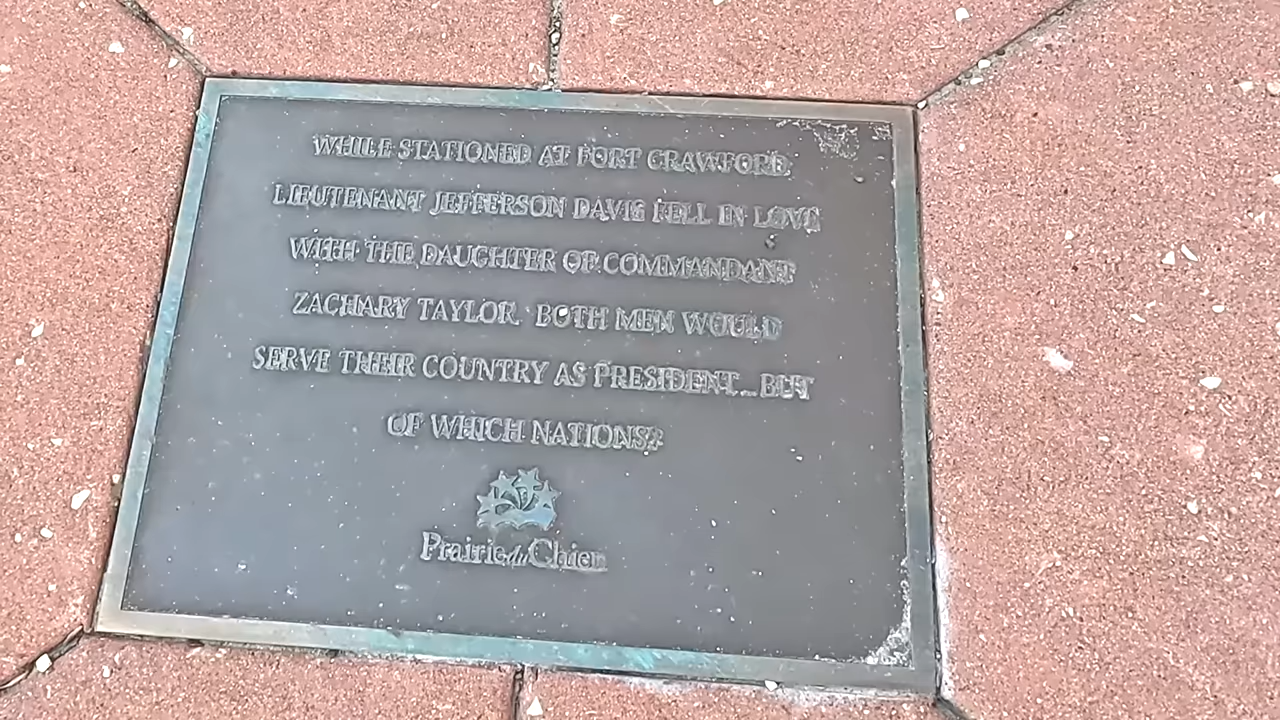 WHILE STATIONED AT FORT CRAWFORD
LIEUTENANT JEFFERSON DAVIS FELL IN LOVE
WITH THE DAUGHTER OF COMMANDANT
ZACHARY TAYLOR. BOTH MEN WOULD
SERVE THEIR COUNTRY AS PRESIDENT...BUT
OF WHICH NATIONS?
Prairie du Chien